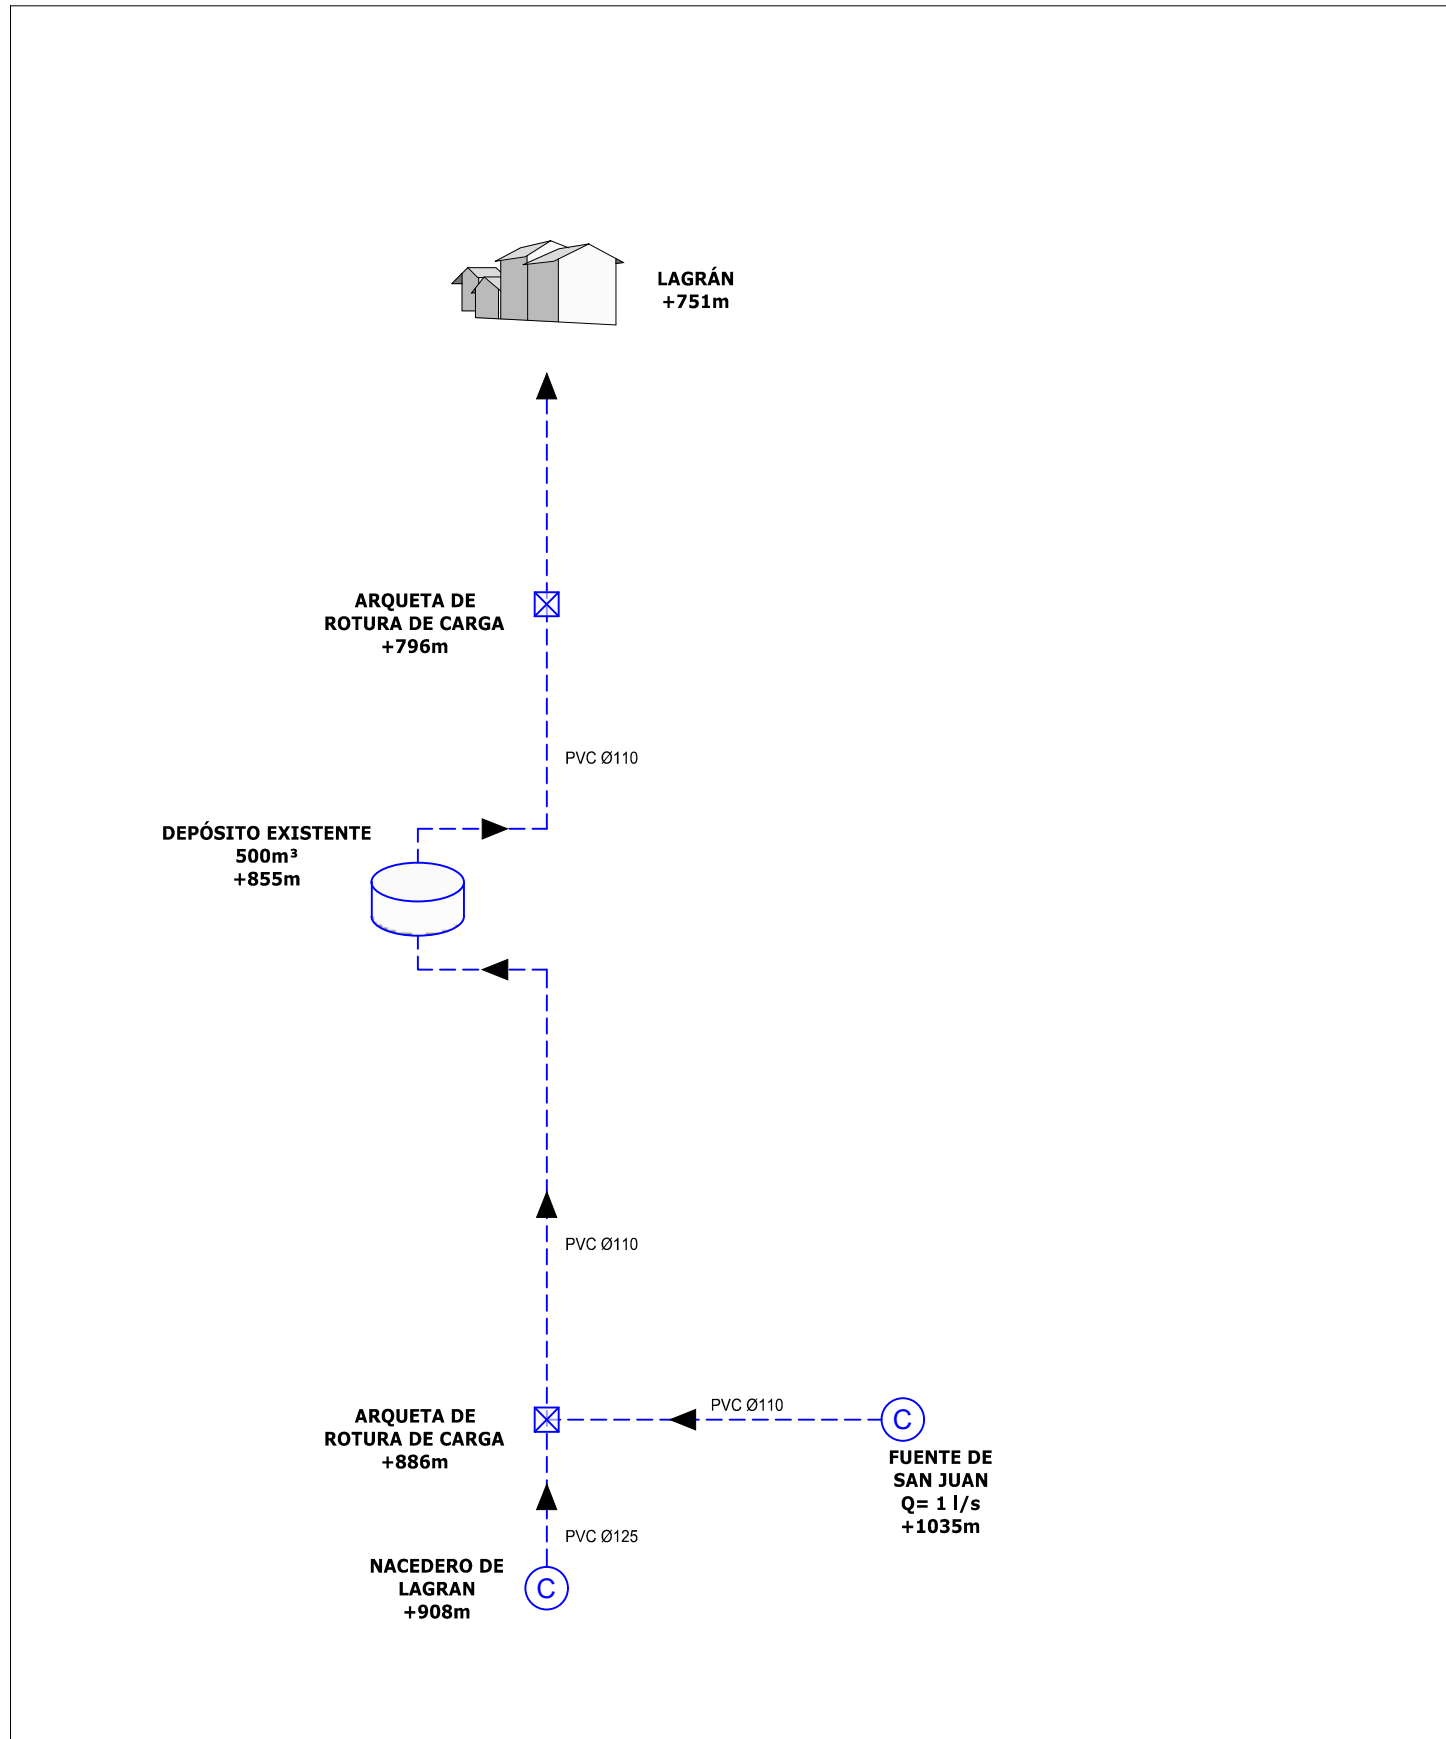 LAGRÁN
+751m
ARQUETA DE
ROTURA DE CARGA
+796m
PVC Ø110
DEPÓSITO EXISTENTE
500m³
+855m
PVC Ø110
PVC Ø110
ARQUETA DE
ROTURA DE CARGA
+886m
C
FUENTE DE
SAN JUAN
Q= 1 l/s
+1035m
PVC Ø125
NACEDERO DE
LAGRAN
+908m
C